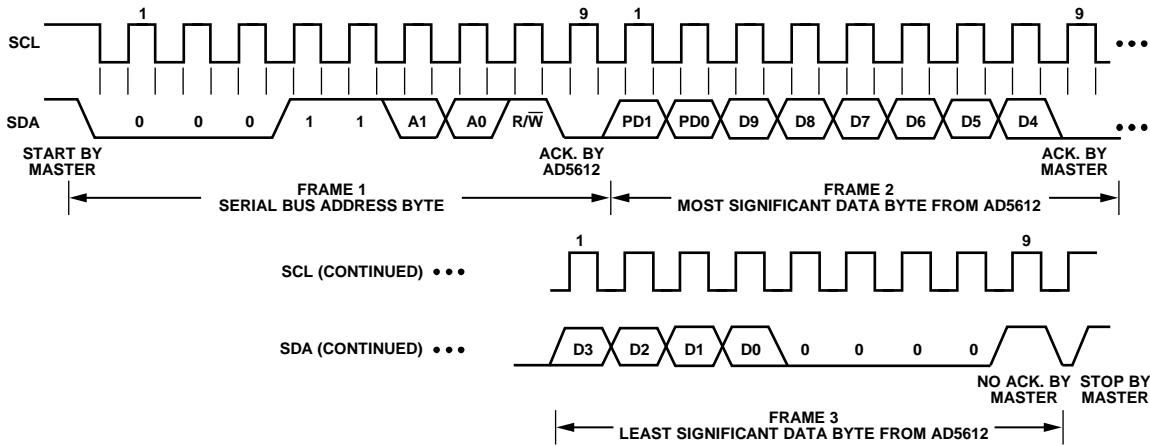 1 9 1 9
SCL
SDA 0 0 0 1 1 A1 A0 R/W̅ PD1 PD0 D9 D8 D7 D6 D5 D4
START BY
MASTER
ACK. BY
AD5612
ACK. BY
MASTER
FRAME 1
SERIAL BUS ADDRESS BYTE
FRAME 2
MOST SIGNIFICANT DATA BYTE FROM AD5612
1 9
SCL (CONTINUED)
SDA (CONTINUED) D3 D2 D1 D0 0 0 0 0
NO ACK. BY
MASTER
STOP BY
MASTER
FRAME 3
LEAST SIGNIFICANT DATA BYTE FROM AD5612